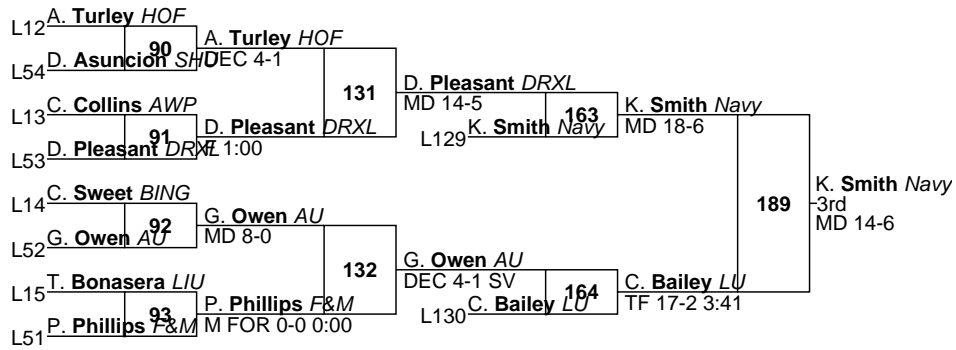 L12 A. Turley HOF
90
L54 D. Asuncion SHU
A. Turley HOF
DEC 4-1
L13 C. Collins AWP
91
L53 D. Pleasant DRXL
D. Pleasant DRXL
F 1:00
131
D. Pleasant DRXL
MD 14-5
L129 K. Smith Navy
163
K. Smith Navy
MD 18-6
L14 C. Sweet BING
92
L52 G. Owen AU
G. Owen AU
MD 8-0
L15 T. Bonasera LIU
93
L51 P. Phillips F&M
P. Phillips F&M
M FOR 0-0 0:00
132
G. Owen AU
DEC 4-1 SV
L130 C. Bailey LU
164
C. Bailey LU
TF 17-2 3:41
189
K. Smith Navy
3rd
MD 14-6